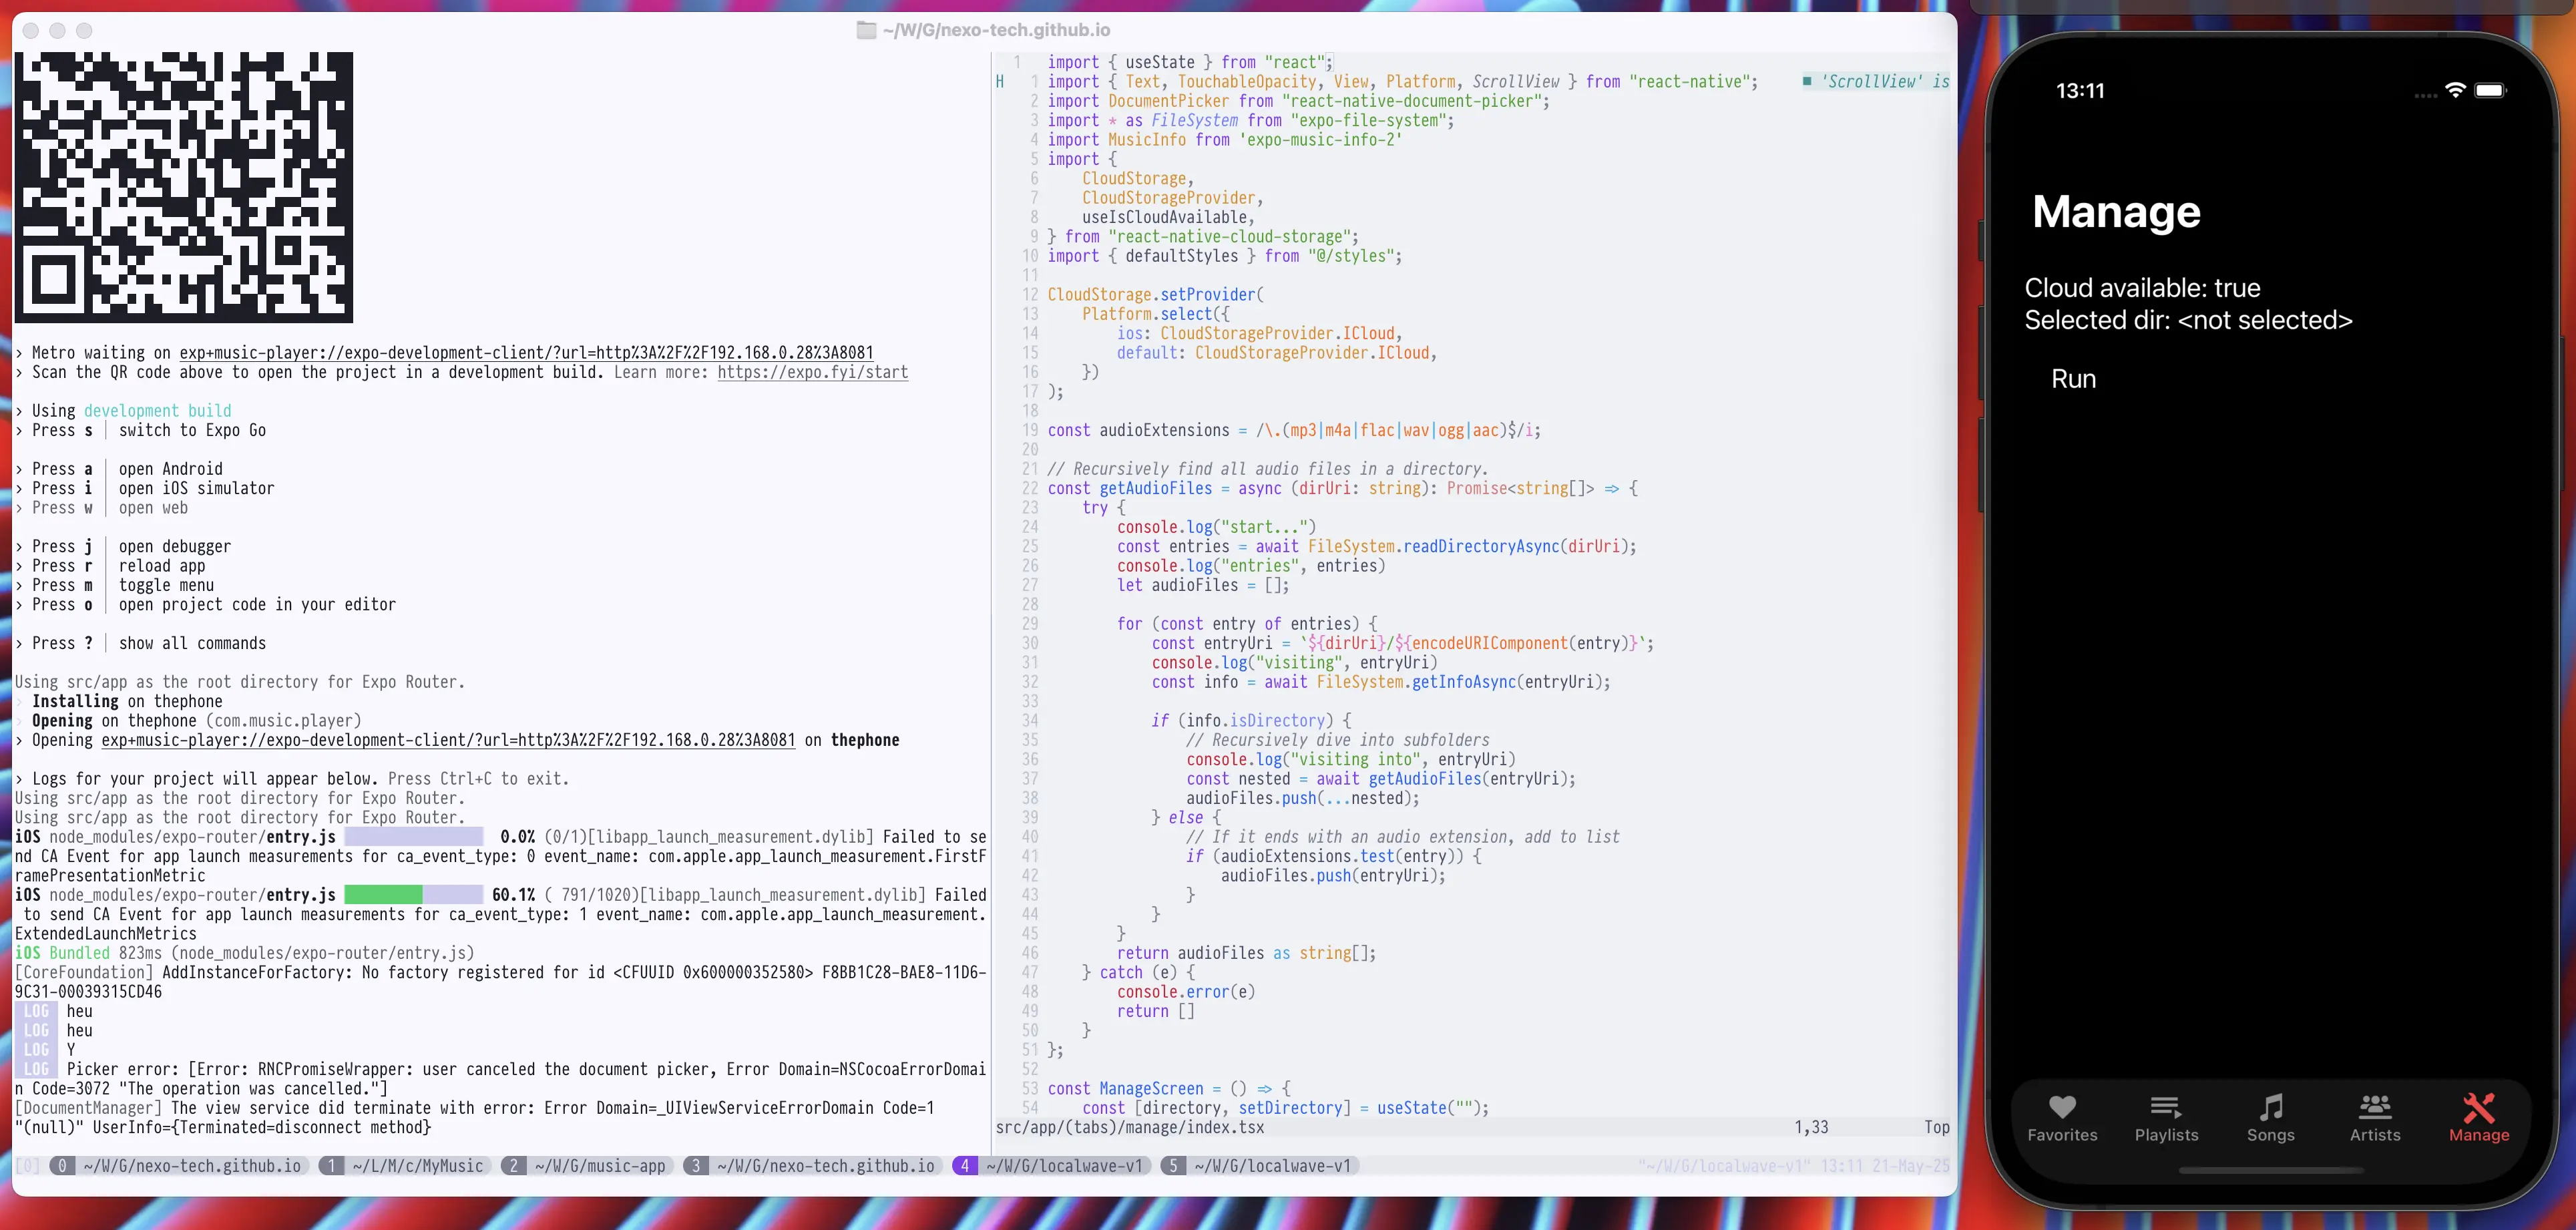 ~/W/G/nexo-tech.github.io
› Metro waiting on exp+music-player://expo-development-client/?url=http%3A%2F%2F192.168.0.28%3A8081
› Scan the QR code above to open the project in a development build. Learn more: https://expo.fyi/start
› Using development build
› Press s │ switch to Expo Go
› Press a │ open Android
› Press i │ open iOS simulator
› Press w │ open web
› Press j │ open debugger
› Press r │ reload app
› Press m │ toggle menu
› Press o │ open project code in your editor
› Press ? │ show all commands
Using src/app as the root directory for Expo Router.
› Installing on thephone
› Opening on thephone (com.music.player)
› Opening exp+music-player://expo-development-client/?url=http%3A%2F%2F192.168.0.28%3A8081 on thephone
› Logs for your project will appear below. Press Ctrl+C to exit.
Using src/app as the root directory for Expo Router.
Using src/app as the root directory for Expo Router.
iOS node_modules/expo-router/entry.js 0.0% (0/1)[libapp_launch_measurement.dylib] Failed to se
nd CA Event for app launch measurements for ca_event_type: 0 event_name: com.apple.app_launch_measurement.FirstF
ramePresentationMetric
iOS node_modules/expo-router/entry.js 60.1% ( 791/1020)[libapp_launch_measurement.dylib] Failed
 to send CA Event for app launch measurements for ca_event_type: 1 event_name: com.apple.app_launch_measurement.
ExtendedLaunchMetrics
iOS Bundled 823ms (node_modules/expo-router/entry.js)
[CoreFoundation] AddInstanceForFactory: No factory registered for id <CFUUID 0x600000352580> F8BB1C28-BAE8-11D6-
9C31-00039315CD46
LOG heu
LOG heu
LOG Y
LOG Picker error: [Error: RNCPromiseWrapper: user canceled the document picker, Error Domain=NSCocoaErrorDomai
n Code=3072 "The operation was cancelled."]
[DocumentManager] The view service did terminate with error: Error Domain=_UIViewServiceErrorDomain Code=1
"(null)" UserInfo={Terminated=disconnect method}
1 import { useState } from "react";
H 1 import { Text, TouchableOpacity, View, Platform, ScrollView } from "react-native"; ■ 'ScrollView' is
2 import DocumentPicker from "react-native-document-picker";
3 import * as FileSystem from "expo-file-system";
4 import MusicInfo from 'expo-music-info-2'
5 import {
6     CloudStorage,
7     CloudStorageProvider,
8     useIsCloudAvailable,
9 } from "react-native-cloud-storage";
10 import { defaultStyles } from "@/styles";
11
12 CloudStorage.setProvider(
13     Platform.select({
14         ios: CloudStorageProvider.ICloud,
15         default: CloudStorageProvider.ICloud,
16     })
17 );
18
19 const audioExtensions = /\.(mp3|m4a|flac|wav|ogg|aac)$/i;
20
21 // Recursively find all audio files in a directory.
22 const getAudioFiles = async (dirUri: string): Promise<string[]> => {
23     try {
24         console.log("start...")
25         const entries = await FileSystem.readDirectoryAsync(dirUri);
26         console.log("entries", entries)
27         let audioFiles = [];
28
29         for (const entry of entries) {
30             const entryUri = `${dirUri}/${encodeURIComponent(entry)}`;
31             console.log("visiting", entryUri)
32             const info = await FileSystem.getInfoAsync(entryUri);
33
34             if (info.isDirectory) {
35                 // Recursively dive into subfolders
36                 console.log("visiting into", entryUri)
37                 const nested = await getAudioFiles(entryUri);
38                 audioFiles.push(...nested);
39             } else {
40                 // If it ends with an audio extension, add to list
41                 if (audioExtensions.test(entry)) {
42                     audioFiles.push(entryUri);
43                 }
44             }
45         }
46         return audioFiles as string[];
47     } catch (e) {
48         console.error(e)
49         return []
50     }
51 };
52
53 const ManageScreen = () => {
54     const [directory, setDirectory] = useState("");
src/app/(tabs)/manage/index.tsx 1,33 Top
[0] 0 ~/W/G/nexo-tech.github.io 1 ~/L/M/c/MyMusic 2 ~/W/G/music-app 3 ~/W/G/nexo-tech.github.io 4 ~/W/G/localwave-v1 5 ~/W/G/localwave-v1 "~/W/G/localwave-v1" 13:11 21-May-25
13:11
Manage
Cloud available: true
Selected dir: <not selected>
Run
Favorites Playlists Songs Artists Manage